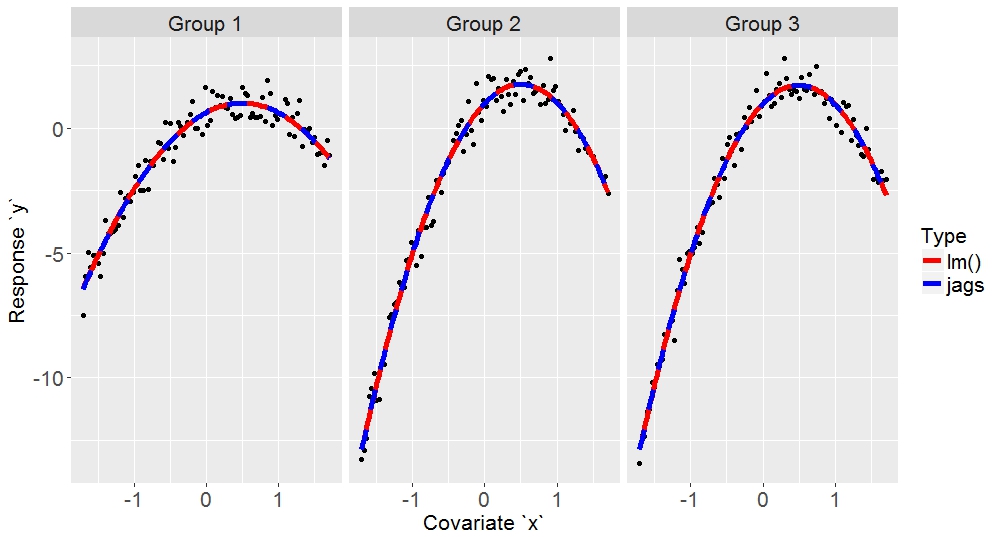 Group 1
Group 2
Group 3
0
-5
-10
Response `y`
-1 0 1
-1 0 1
-1 0 1
Covariate `x`
Type
lm()
jags